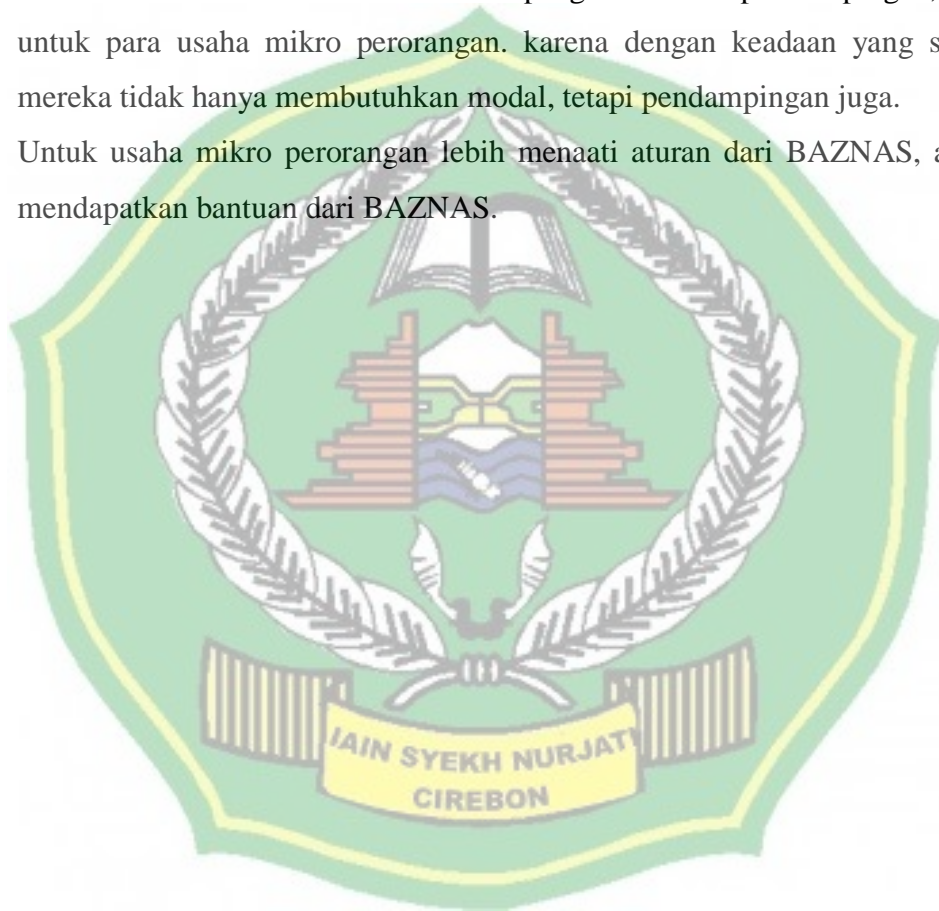 untuk para usaha mikro perorangan. karena dengan keadaan yang
mereka tidak hanya membutuhkan modal, tetapi pendampingan juga.
Untuk usaha mikro perorangan lebih menaati aturan dari BAZNAS,
mendapatkan bantuan dari BAZNAS.
IAIN SYEKH NURJATI
CIREBON